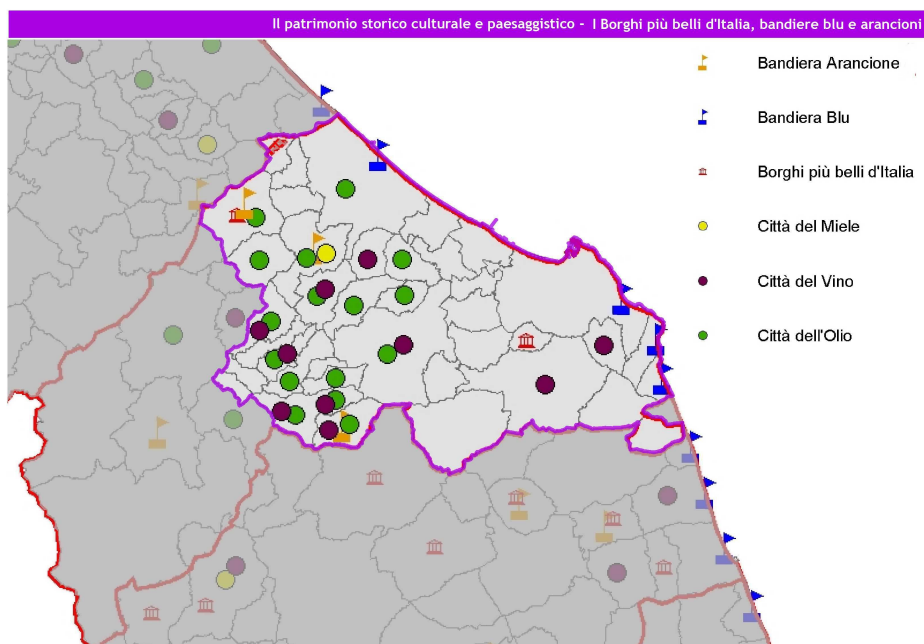 Il patrimonio storico culturale e paesaggistico - I Borghi più belli d'Italia, bandiere blu e arancioni
Bandiera Arancione
Bandiera Blu
Borghi più belli d'Italia
Città del Miele
Città del Vino
Città dell'Olio